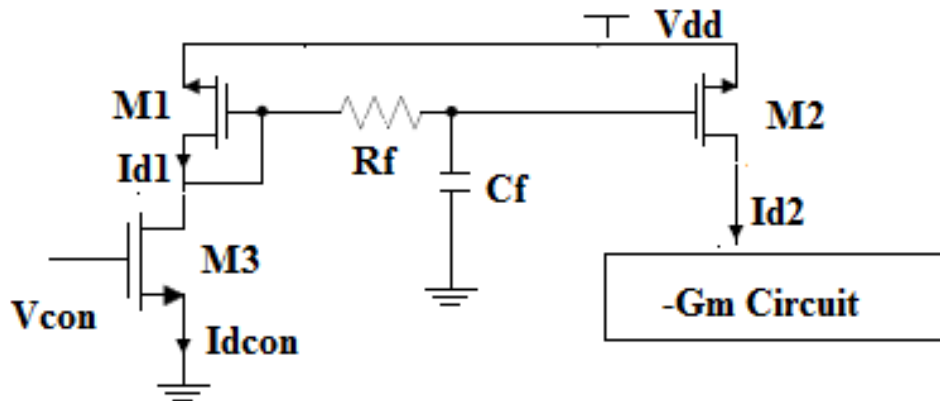 Vdd
M1
M2
Rf
Id1
Cf
Id2
M3
-Gm Circuit
Vcon
Idcon